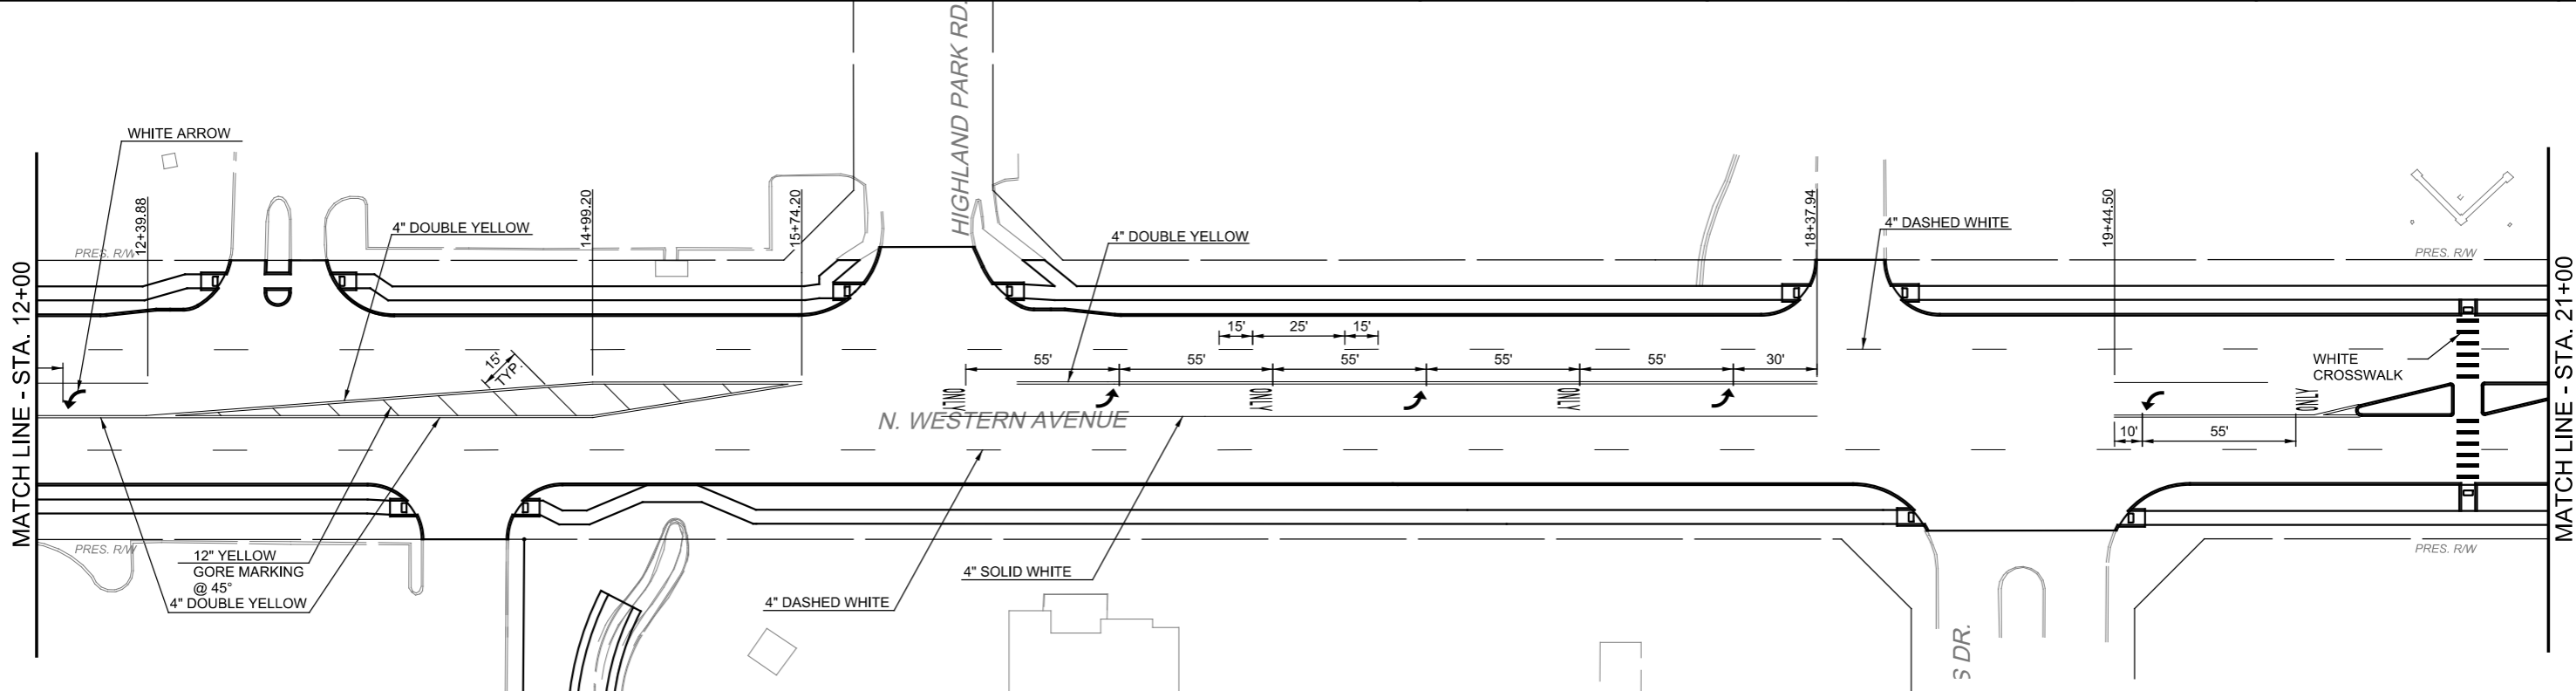 HIGHLAND PARK RD.
WHITE ARROW
12+39.88
14+99.20
15+74.20
18+37.94
19+44.50
4" DOUBLE YELLOW
4" DOUBLE YELLOW
4" DASHED WHITE
PRES. R/W
PRES. R/W
MATCH LINE - STA. 12+00
MATCH LINE - STA. 21+00
15'
TYP.
15'
25'
15'
55'
55'
55'
55'
55'
30'
WHITE
CROSSWALK
ONLY
ONLY
ONLY
ONLY
N. WESTERN AVENUE
10'
55'
PRES. R/W
PRES. R/W
12" YELLOW
GORE MARKING
@ 45°
4" DOUBLE YELLOW
4" SOLID WHITE
4" DASHED WHITE
S DR.